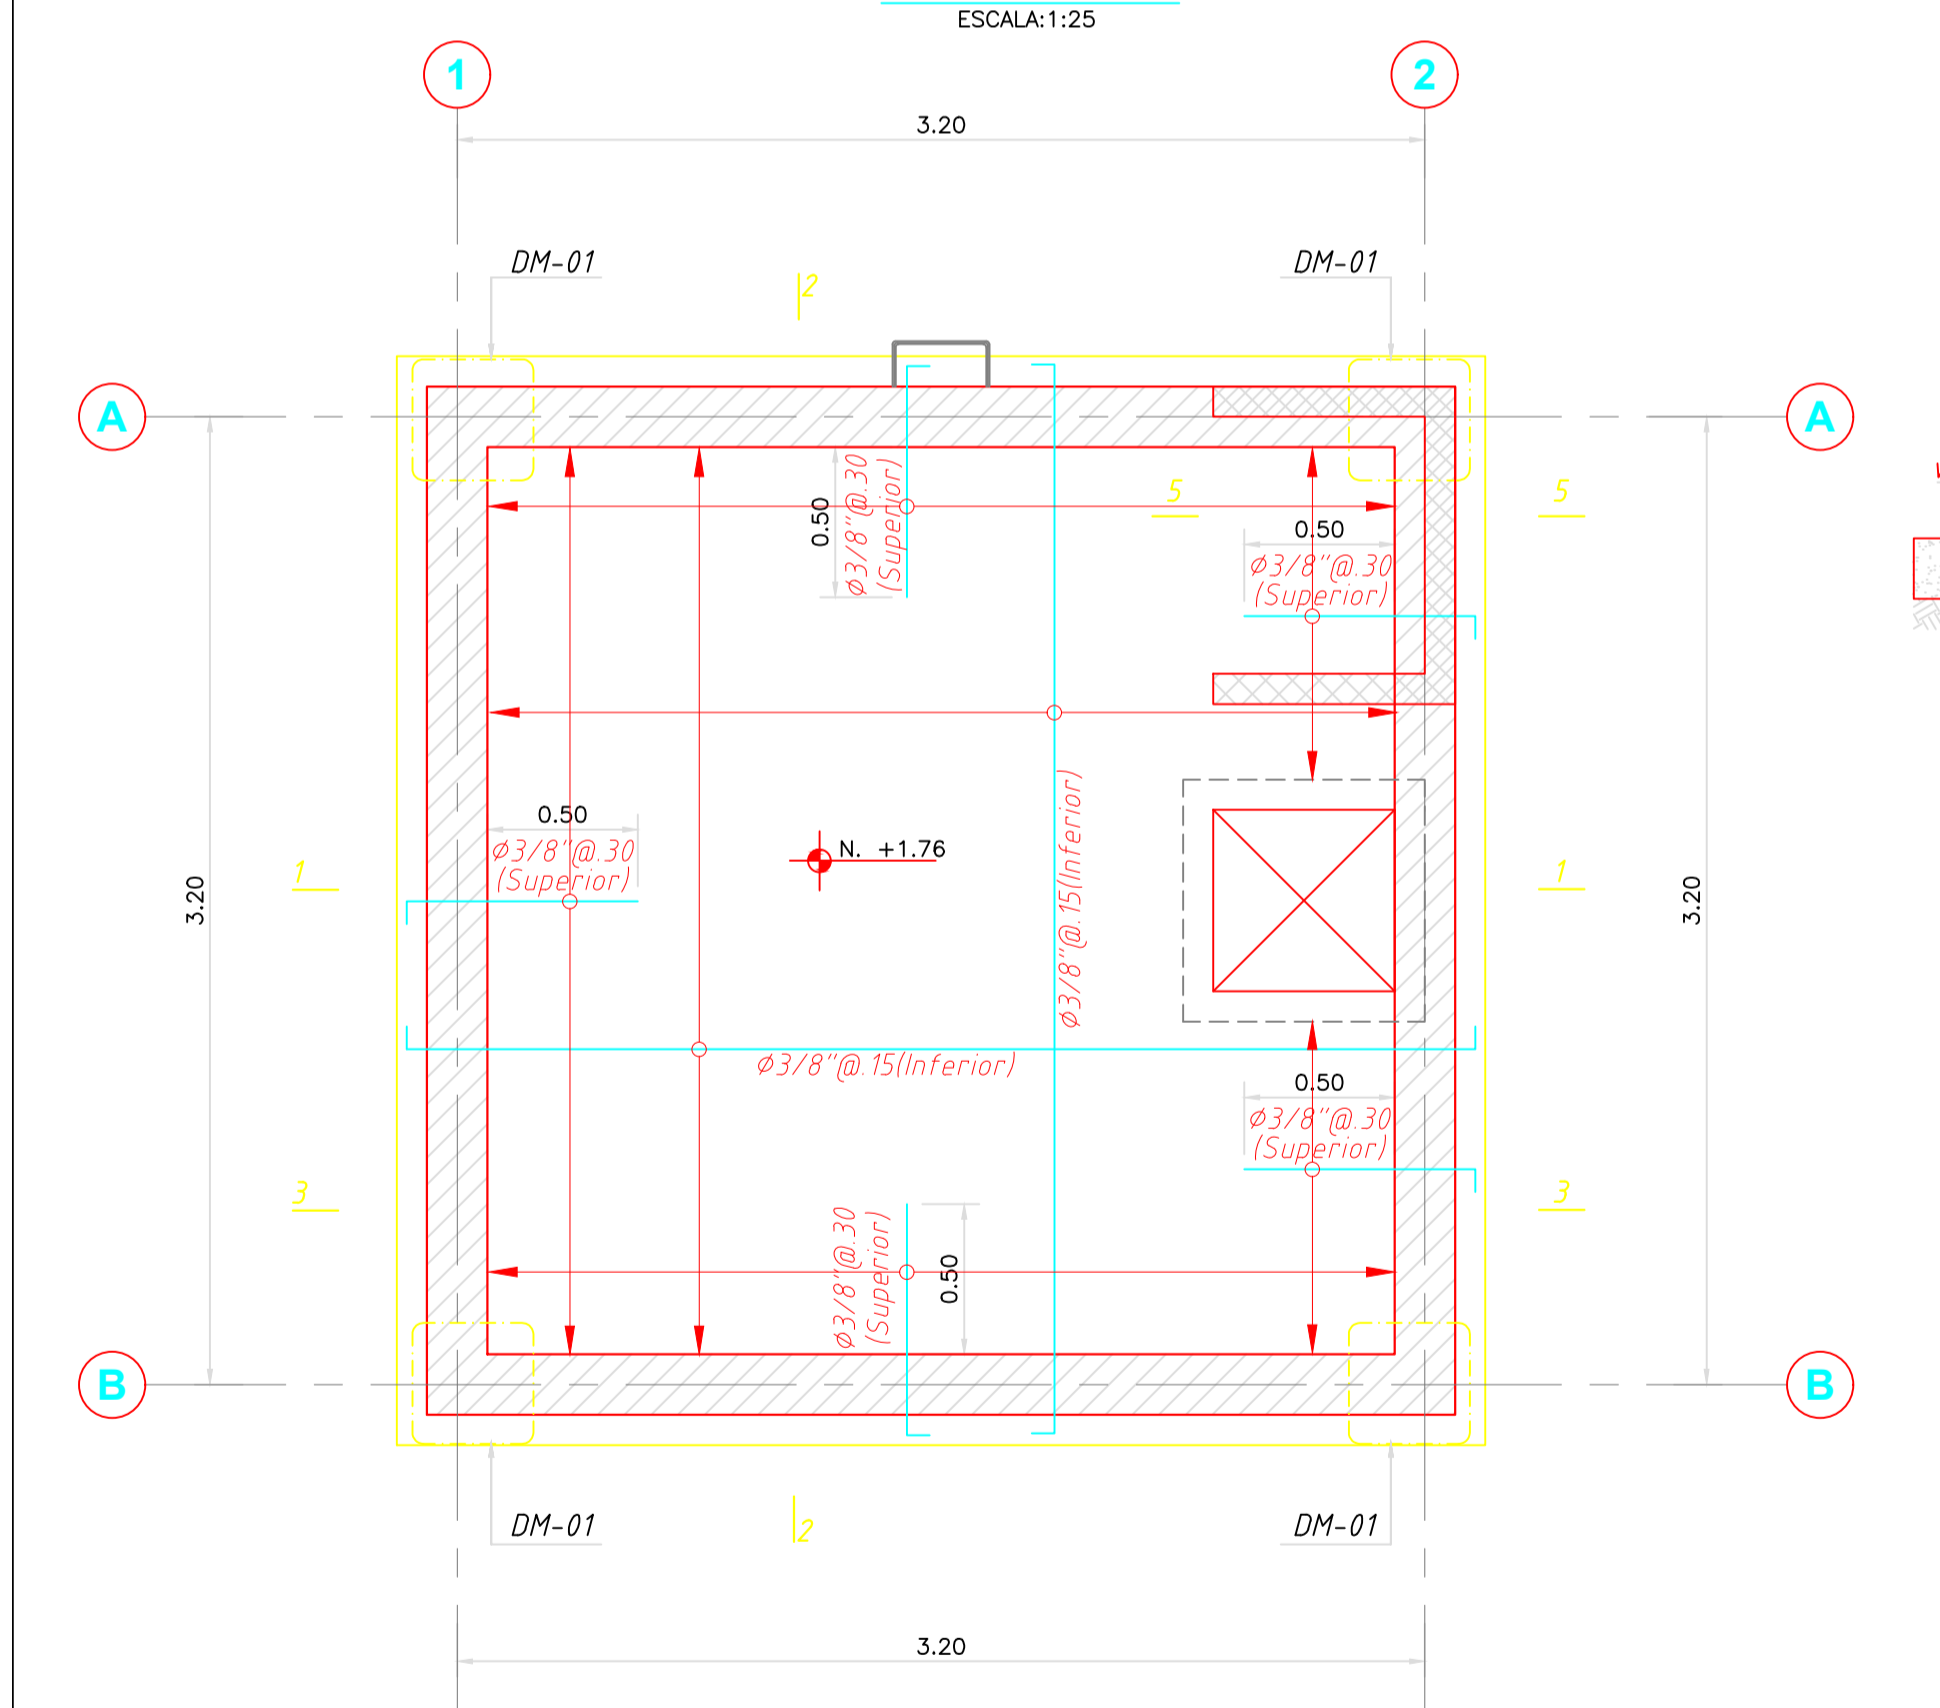 ESCALA:1:25
1
2
3.20
DM-01
DM-01
2
A
A
5
5
0.50
Ø3/8"@.30
(Superior)
0.50
Ø3/8"@.30
(Superior)
0.50
Ø3/8"@.30
(Superior)
N. +1.76
Ø3/8"@.15(Inferior)
1
1
3.20
3.20
Ø3/8"@.15(Inferior)
0.50
Ø3/8"@.30
(Superior)
3
3
Ø3/8"@.30
(Superior)
0.50
B
B
DM-01
2
DM-01
3.20